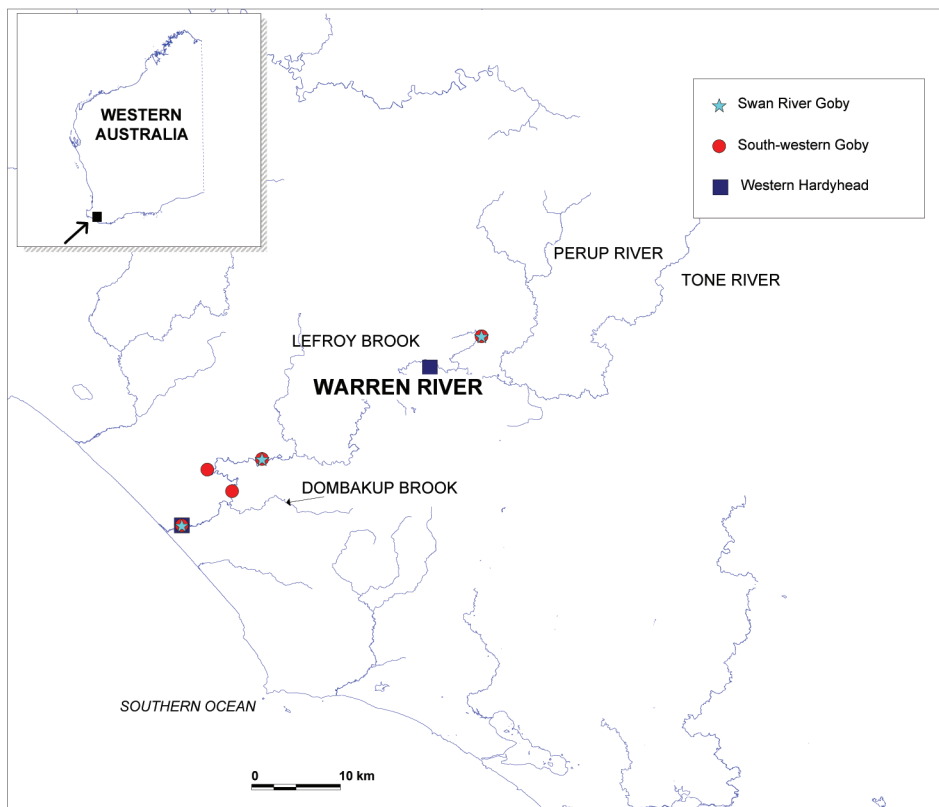 WESTERN
AUSTRALIA
Swan River Goby
South-western Goby
Western Hardyhead
PERUP RIVER
TONE RIVER
LEFROY BROOK
WARREN RIVER
DOMBAKUP BROOK
SOUTHERN OCEAN
0 10 km